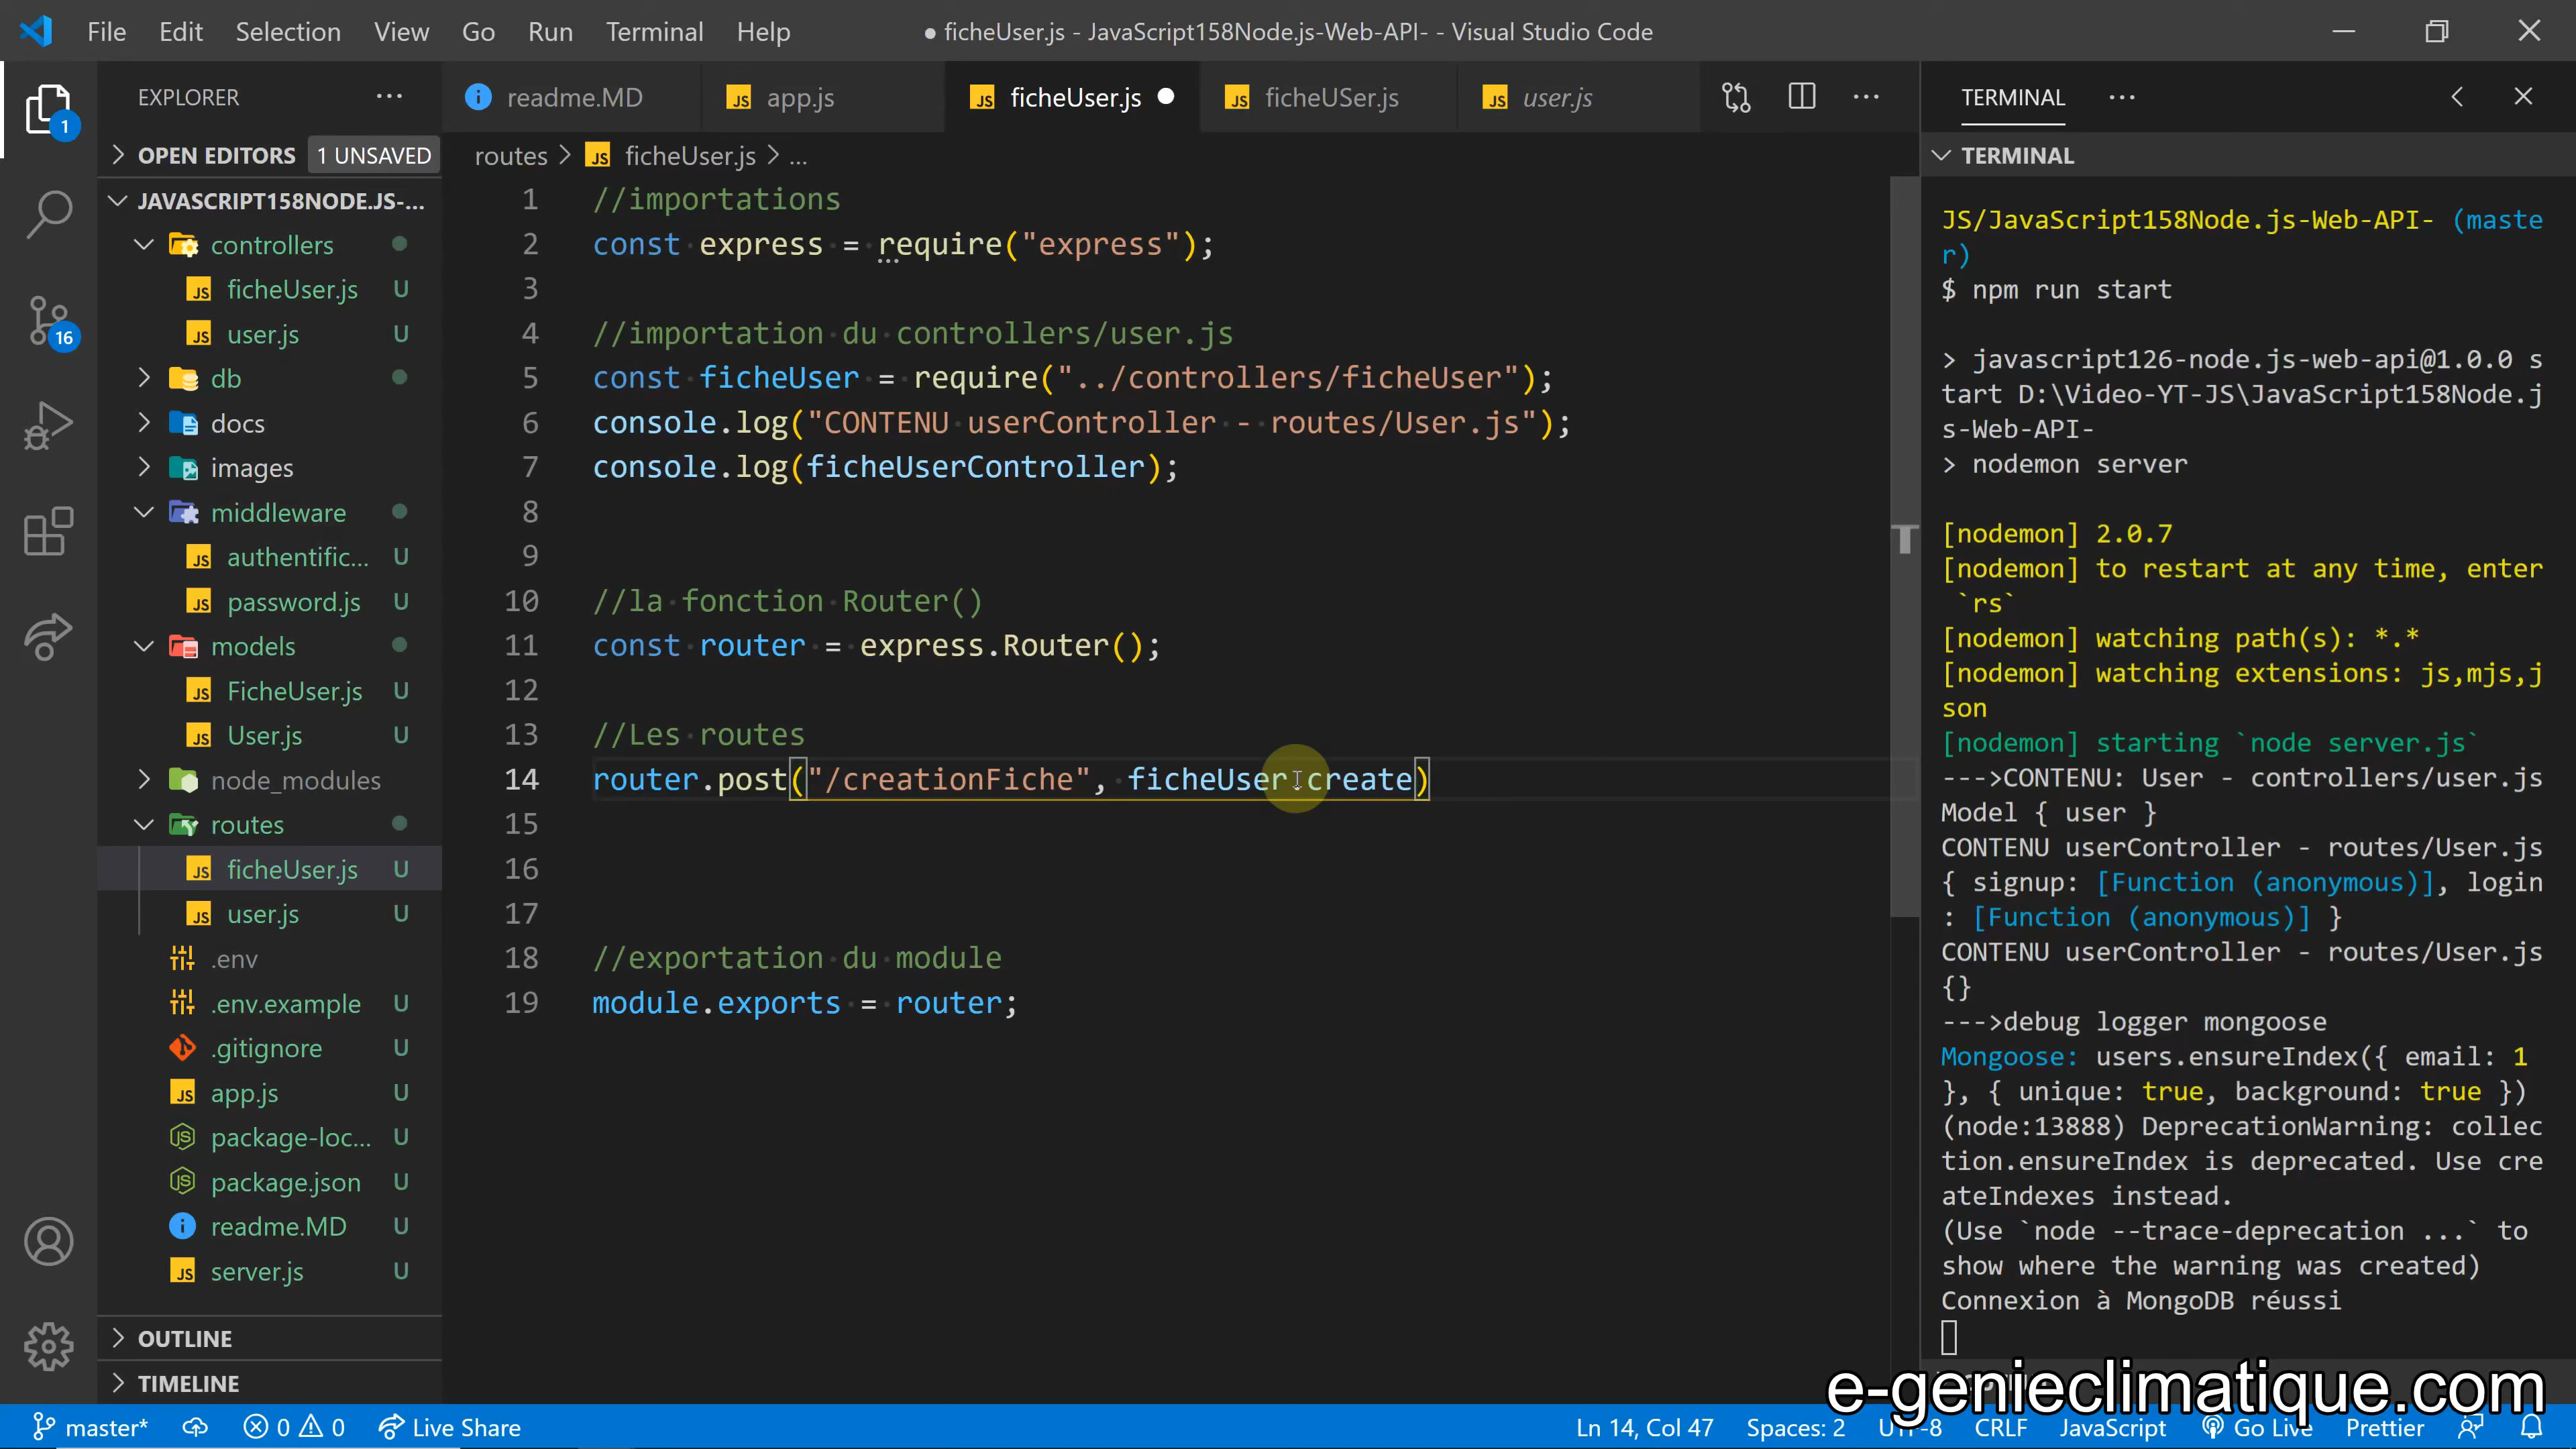 File Edit Selection View Go Run Terminal Help
● ficheUser.js - JavaScript158Node.js-Web-API- - Visual Studio Code
EXPLORER
1
OPEN EDITORS 1 UNSAVED
JAVASCRIPT158NODE.JS-...
controllers
ficheUser.js U
user.js U
16
db
docs
images
middleware
authentific... U
password.js U
models
FicheUser.js U
User.js U
node_modules
routes
ficheUser.js U
user.js U
.env
.env.example U
.gitignore U
app.js U
package-loc... U
package.json U
readme.MD U
server.js U
OUTLINE
TIMELINE
readme.MD
JS app.js
JS ficheUser.js
JS ficheUSer.js
JS user.js
routes > JS ficheUser.js > ...
1 //importations
2 const express = require("express");
3
4 //importation du controllers/user.js
5 const ficheUser = require("../controllers/ficheUser");
6 console.log("CONTENU userController - routes/User.js");
7 console.log(ficheUserController);
8
9
10 //la fonction Router()
11 const router = express.Router();
12
13 //Les routes
14 router.post("/creationFiche", ficheUser.create)
15
16
17
18 //exportation du module
19 module.exports = router;
TERMINAL
TERMINAL
JS/JavaScript158Node.js-Web-API- (maste
r)
$ npm run start
> javascript126-node.js-web-api@1.0.0 s
tart D:\Video-YT-JS\JavaScript158Node.j
s-Web-API-
> nodemon server
[nodemon] 2.0.7
[nodemon] to restart at any time, enter
`rs`
[nodemon] watching path(s): *.*
[nodemon] watching extensions: js,mjs,j
son
[nodemon] starting `node server.js`
--->CONTENU: User - controllers/user.js
Model { user }
CONTENU userController - routes/User.js
{ signup: [Function (anonymous)], login
: [Function (anonymous)] }
CONTENU userController - routes/User.js
{}
--->debug logger mongoose
Mongoose: users.ensureIndex({ email: 1
}, { unique: true, background: true })
(node:13888) DeprecationWarning: collec
tion.ensureIndex is deprecated. Use cre
ateIndexes instead.
(Use `node --trace-deprecation ...` to
show where the warning was created)
Connexion à MongoDB réussi
e-genieclimatique.com
master* 0 0 Live Share
Ln 14, Col 47 Spaces: 2 UTF-8 CRLF JavaScript Go Live Prettier